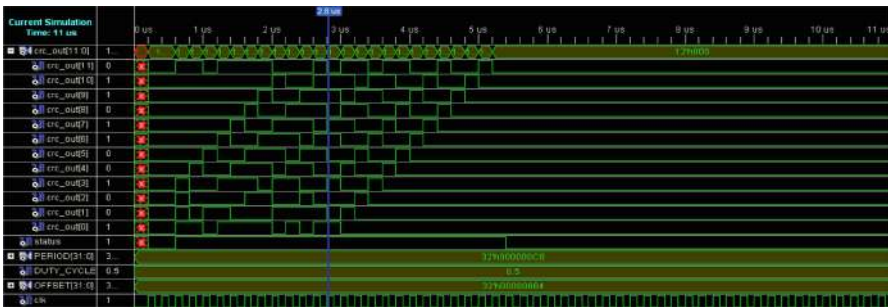 2.8 us
Current Simulation
Time: 11 us
0 us 1 us 2 us 3 us 4 us 5 us 6 us 7 us 8 us 9 us 10 us 11 us
crc_out[11:0] 1... 12'h000
crc_out[11] 0
crc_out[10] 1
crc_out[9] 1
crc_out[8] 0
crc_out[7] 1
crc_out[6] 1
crc_out[5] 0
crc_out[4] 0
crc_out[3] 1
crc_out[2] 0
crc_out[1] 0
crc_out[0] 1
status 1
PERIOD[31:0] 3... 32'h000000C8
DUTY_CYCLE 0.5 0.5
OFFSET[31:0] 3... 32'h00000064
clk 1